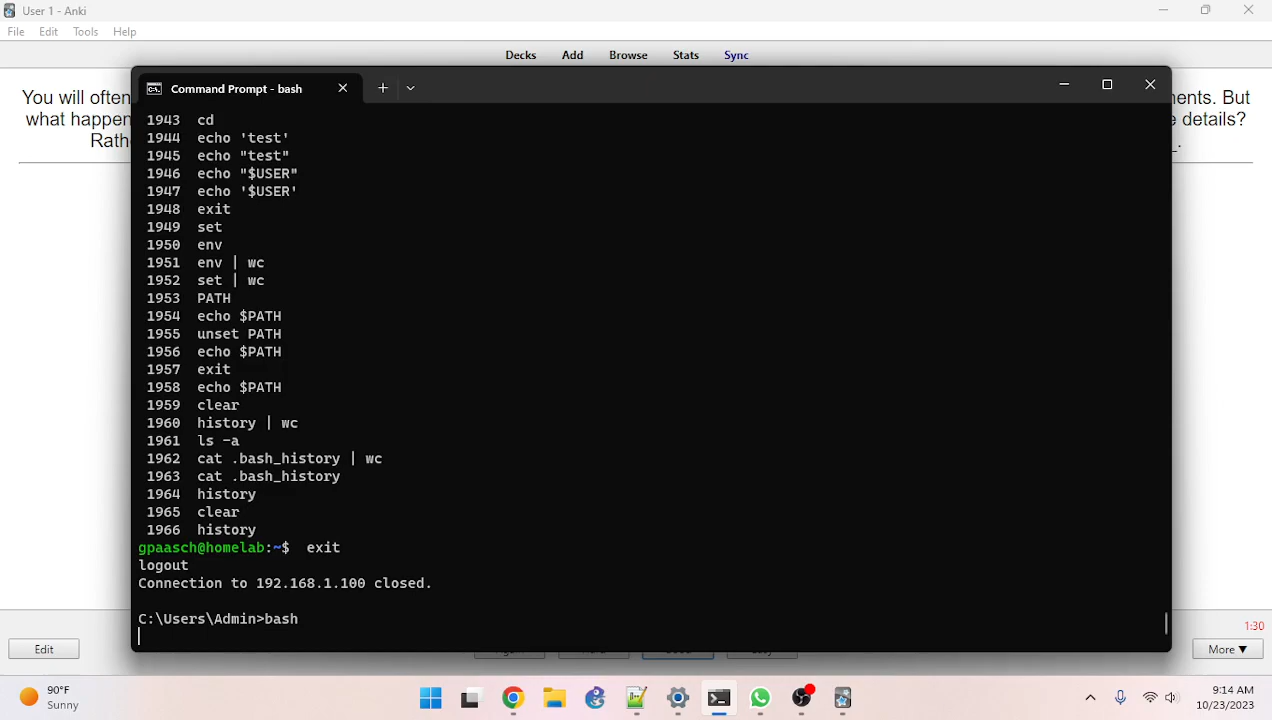 User 1 - Anki
File Edit Tools Help
Decks Add Browse Stats Sync
Command Prompt - bash
You will often
ments. But
what happen
details?
Rath
1943 cd
1944 echo 'test'
1945 echo "test"
1946 echo "$USER"
1947 echo '$USER'
1948 exit
1949 set
1950 env
1951 env | wc
1952 set | wc
1953 PATH
1954 echo $PATH
1955 unset PATH
1956 echo $PATH
1957 exit
1958 echo $PATH
1959 clear
1960 history | wc
1961 ls -a
1962 cat .bash_history | wc
1963 cat .bash_history
1964 history
1965 clear
1966 history
gpaasch@homelab:~$ exit
logout
Connection to 192.168.1.100 closed.
C:\Users\Admin>bash
1:30
Edit
More ▼
90°F
Sunny
9:14 AM
10/23/2023